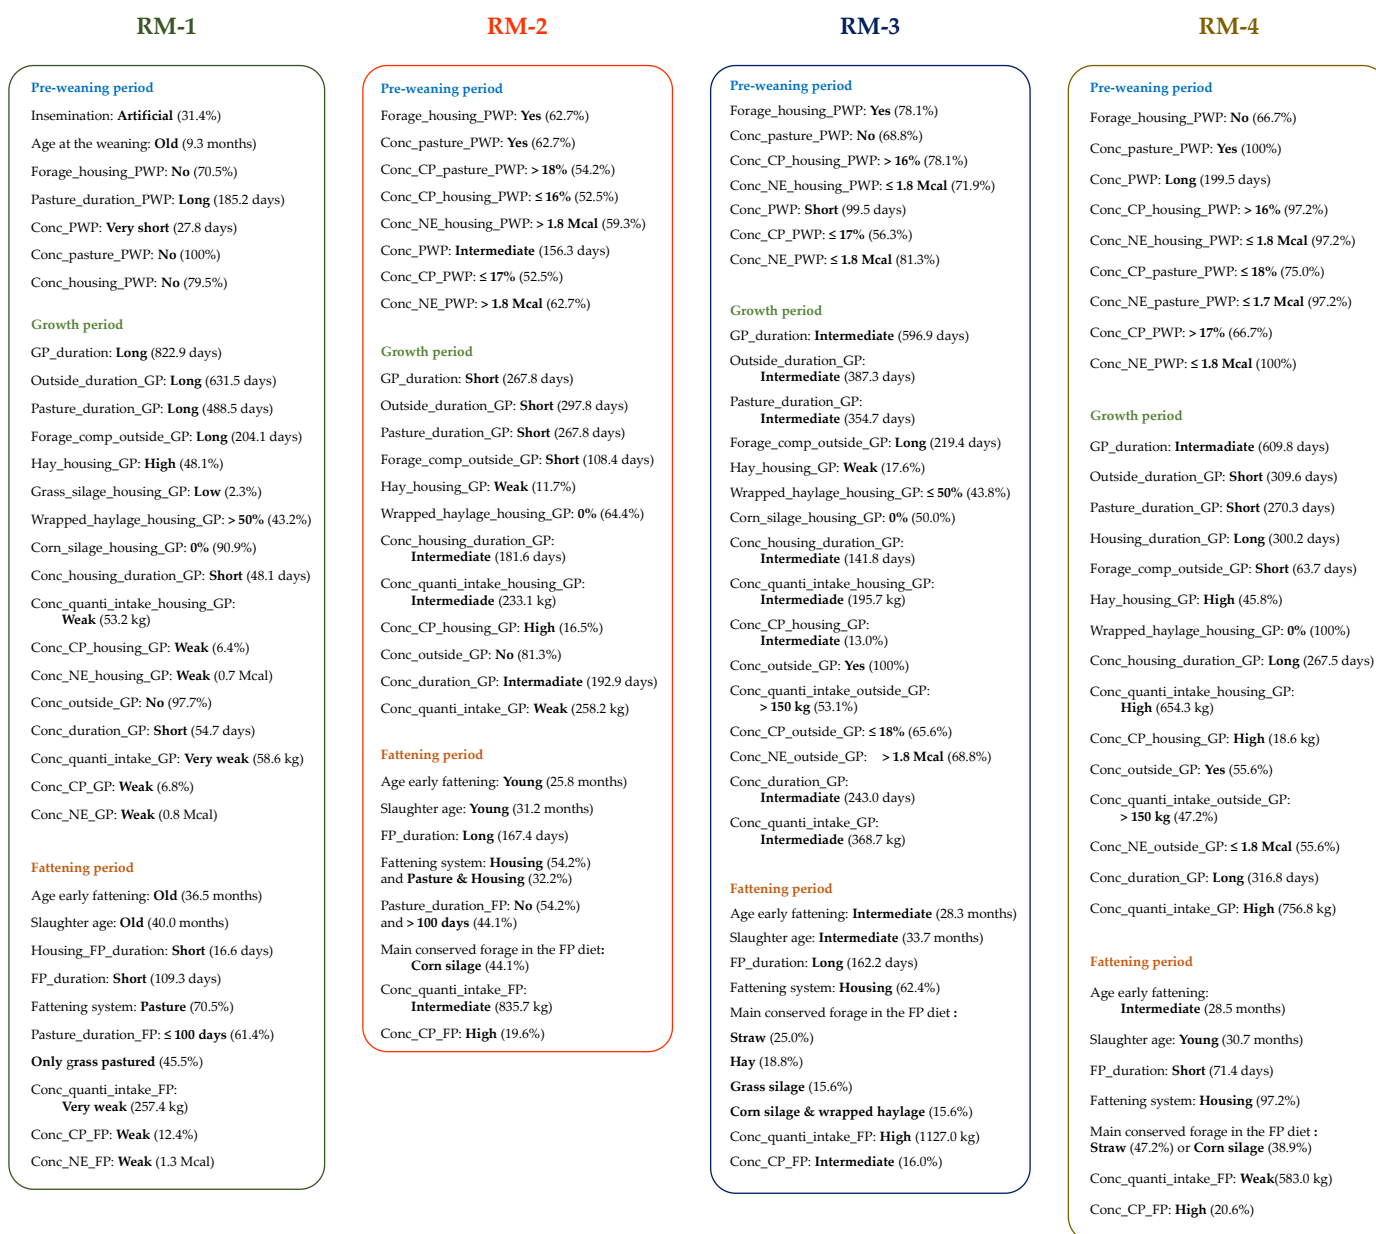 RM-1
Pre-weaning period
Insemination: Artificial (31.4%)
Age at the weaning: Old (9.3 months)
Forage_housing_PWP: No (70.5%)
Pasture_duration_PWP: Long (185.2 days)
Conc_PWP: Very short (27.8 days)
Conc_pasture_PWP: No (100%)
Conc_housing_PWP: No (79.5%)
Growth period
GP_duration: Long (822.9 days)
Outside_duration_GP: Long (631.5 days)
Pasture_duration_GP: Long (488.5 days)
Forage_comp_outside_GP: Long (204.1 days)
Hay_housing_GP: High (48.1%)
Grass_silage_housing_GP: Low (2.3%)
Wrapped_haylage_housing_GP: > 50% (43.2%)
Corn_silage_housing_GP: 0% (90.9%)
Conc_housing_duration_GP: Short (48.1 days)
Conc_quanti_intake_housing_GP:
Weak (53.2 kg)
Conc_CP_housing_GP: Weak (6.4%)
Conc_NE_housing_GP: Weak (0.7 Mcal)
Conc_outside_GP: No (97.7%)
Conc_duration_GP: Short (54.7 days)
Conc_quanti_intake_GP: Very weak (58.6 kg)
Conc_CP_GP: Weak (6.8%)
Conc_NE_GP: Weak (0.8 Mcal)
Fattening period
Age early fattening: Old (36.5 months)
Slaughter age: Old (40.0 months)
Housing_FP_duration: Short (16.6 days)
FP_duration: Short (109.3 days)
Fattening system: Pasture (70.5%)
Pasture_duration_FP: ≤ 100 days (61.4%)
Only grass pastured (45.5%)
Conc_quanti_intake_FP:
Very weak (257.4 kg)
Conc_CP_FP: Weak (12.4%)
Conc_NE_FP: Weak (1.3 Mcal)
RM-2
Pre-weaning period
Forage_housing_PWP: Yes (62.7%)
Conc_pasture_PWP: Yes (62.7%)
Conc_CP_pasture_PWP: > 18% (54.2%)
Conc_CP_housing_PWP: ≤ 16% (52.5%)
Conc_NE_housing_PWP: > 1.8 Mcal (59.3%)
Conc_PWP: Intermediate (156.3 days)
Conc_CP_PWP: ≤ 17% (52.5%)
Conc_NE_PWP: > 1.8 Mcal (62.7%)
Growth period
GP_duration: Short (267.8 days)
Outside_duration_GP: Short (297.8 days)
Pasture_duration_GP: Short (267.8 days)
Forage_comp_outside_GP: Short (108.4 days)
Hay_housing_GP: Weak (11.7%)
Wrapped_haylage_housing_GP: 0% (64.4%)
Conc_housing_duration_GP:
Intermediate (181.6 days)
Conc_quanti_intake_housing_GP:
Intermediade (233.1 kg)
Conc_CP_housing_GP: High (16.5%)
Conc_outside_GP: No (81.3%)
Conc_duration_GP: Intermadiate (192.9 days)
Conc_quanti_intake_GP: Weak (258.2 kg)
Fattening period
Age early fattening: Young (25.8 months)
Slaughter age: Young (31.2 months)
FP_duration: Long (167.4 days)
Fattening system: Housing (54.2%)
and Pasture & Housing (32.2%)
Pasture_duration_FP: No (54.2%)
and > 100 days (44.1%)
Main conserved forage in the FP diet:
Corn silage (44.1%)
Conc_quanti_intake_FP:
Intermediate (835.7 kg)
Conc_CP_FP: High (19.6%)
RM-3
Pre-weaning period
Forage_housing_PWP: Yes (78.1%)
Conc_pasture_PWP: No (68.8%)
Conc_CP_housing_PWP: > 16% (78.1%)
Conc_NE_housing_PWP: ≤ 1.8 Mcal (71.9%)
Conc_PWP: Short (99.5 days)
Conc_CP_PWP: ≤ 17% (56.3%)
Conc_NE_PWP: ≤ 1.8 Mcal (81.3%)
Growth period
GP_duration: Intermediate (596.9 days)
Outside_duration_GP:
Intermediate (387.3 days)
Pasture_duration_GP:
Intermediate (354.7 days)
Forage_comp_outside_GP: Long (219.4 days)
Hay_housing_GP: Weak (17.6%)
Wrapped_haylage_housing_GP: ≤ 50% (43.8%)
Corn_silage_housing_GP: 0% (50.0%)
Conc_housing_duration_GP:
Intermediate (141.8 days)
Conc_quanti_intake_housing_GP:
Intermediade (195.7 kg)
Conc_CP_housing_GP:
Intermediate (13.0%)
Conc_outside_GP: Yes (100%)
Conc_quanti_intake_outside_GP:
> 150 kg (53.1%)
Conc_CP_outside_GP: ≤ 18% (65.6%)
Conc_NE_outside_GP: > 1.8 Mcal (68.8%)
Conc_duration_GP:
Intermadiate (243.0 days)
Conc_quanti_intake_GP:
Intermediade (368.7 kg)
Fattening period
Age early fattening: Intermediate (28.3 months)
Slaughter age: Intermediate (33.7 months)
FP_duration: Long (162.2 days)
Fattening system: Housing (62.4%)
Main conserved forage in the FP diet :
Straw (25.0%)
Hay (18.8%)
Grass silage (15.6%)
Corn silage & wrapped haylage (15.6%)
Conc_quanti_intake_FP: High (1127.0 kg)
Conc_CP_FP: Intermediate (16.0%)
RM-4
Pre-weaning period
Forage_housing_PWP: No (66.7%)
Conc_pasture_PWP: Yes (100%)
Conc_PWP: Long (199.5 days)
Conc_CP_housing_PWP: > 16% (97.2%)
Conc_NE_housing_PWP: ≤ 1.8 Mcal (97.2%)
Conc_CP_pasture_PWP: ≤ 18% (75.0%)
Conc_NE_pasture_PWP: ≤ 1.7 Mcal (97.2%)
Conc_CP_PWP: > 17% (66.7%)
Conc_NE_PWP: ≤ 1.8 Mcal (100%)
Growth period
GP_duration: Intermadiate (609.8 days)
Outside_duration_GP: Short (309.6 days)
Pasture_duration_GP: Short (270.3 days)
Housing_duration_GP: Long (300.2 days)
Forage_comp_outside_GP: Short (63.7 days)
Hay_housing_GP: High (45.8%)
Wrapped_haylage_housing_GP: 0% (100%)
Conc_housing_duration_GP: Long (267.5 days)
Conc_quanti_intake_housing_GP:
High (654.3 kg)
Conc_CP_housing_GP: High (18.6 kg)
Conc_outside_GP: Yes (55.6%)
Conc_quanti_intake_outside_GP:
> 150 kg (47.2%)
Conc_NE_outside_GP: ≤ 1.8 Mcal (55.6%)
Conc_duration_GP: Long (316.8 days)
Conc_quanti_intake_GP: High (756.8 kg)
Fattening period
Age early fattening:
Intermediate (28.5 months)
Slaughter age: Young (30.7 months)
FP_duration: Short (71.4 days)
Fattening system: Housing (97.2%)
Main conserved forage in the FP diet :
Straw (47.2%) or Corn silage (38.9%)
Conc_quanti_intake_FP: Weak(583.0 kg)
Conc_CP_FP: High (20.6%)